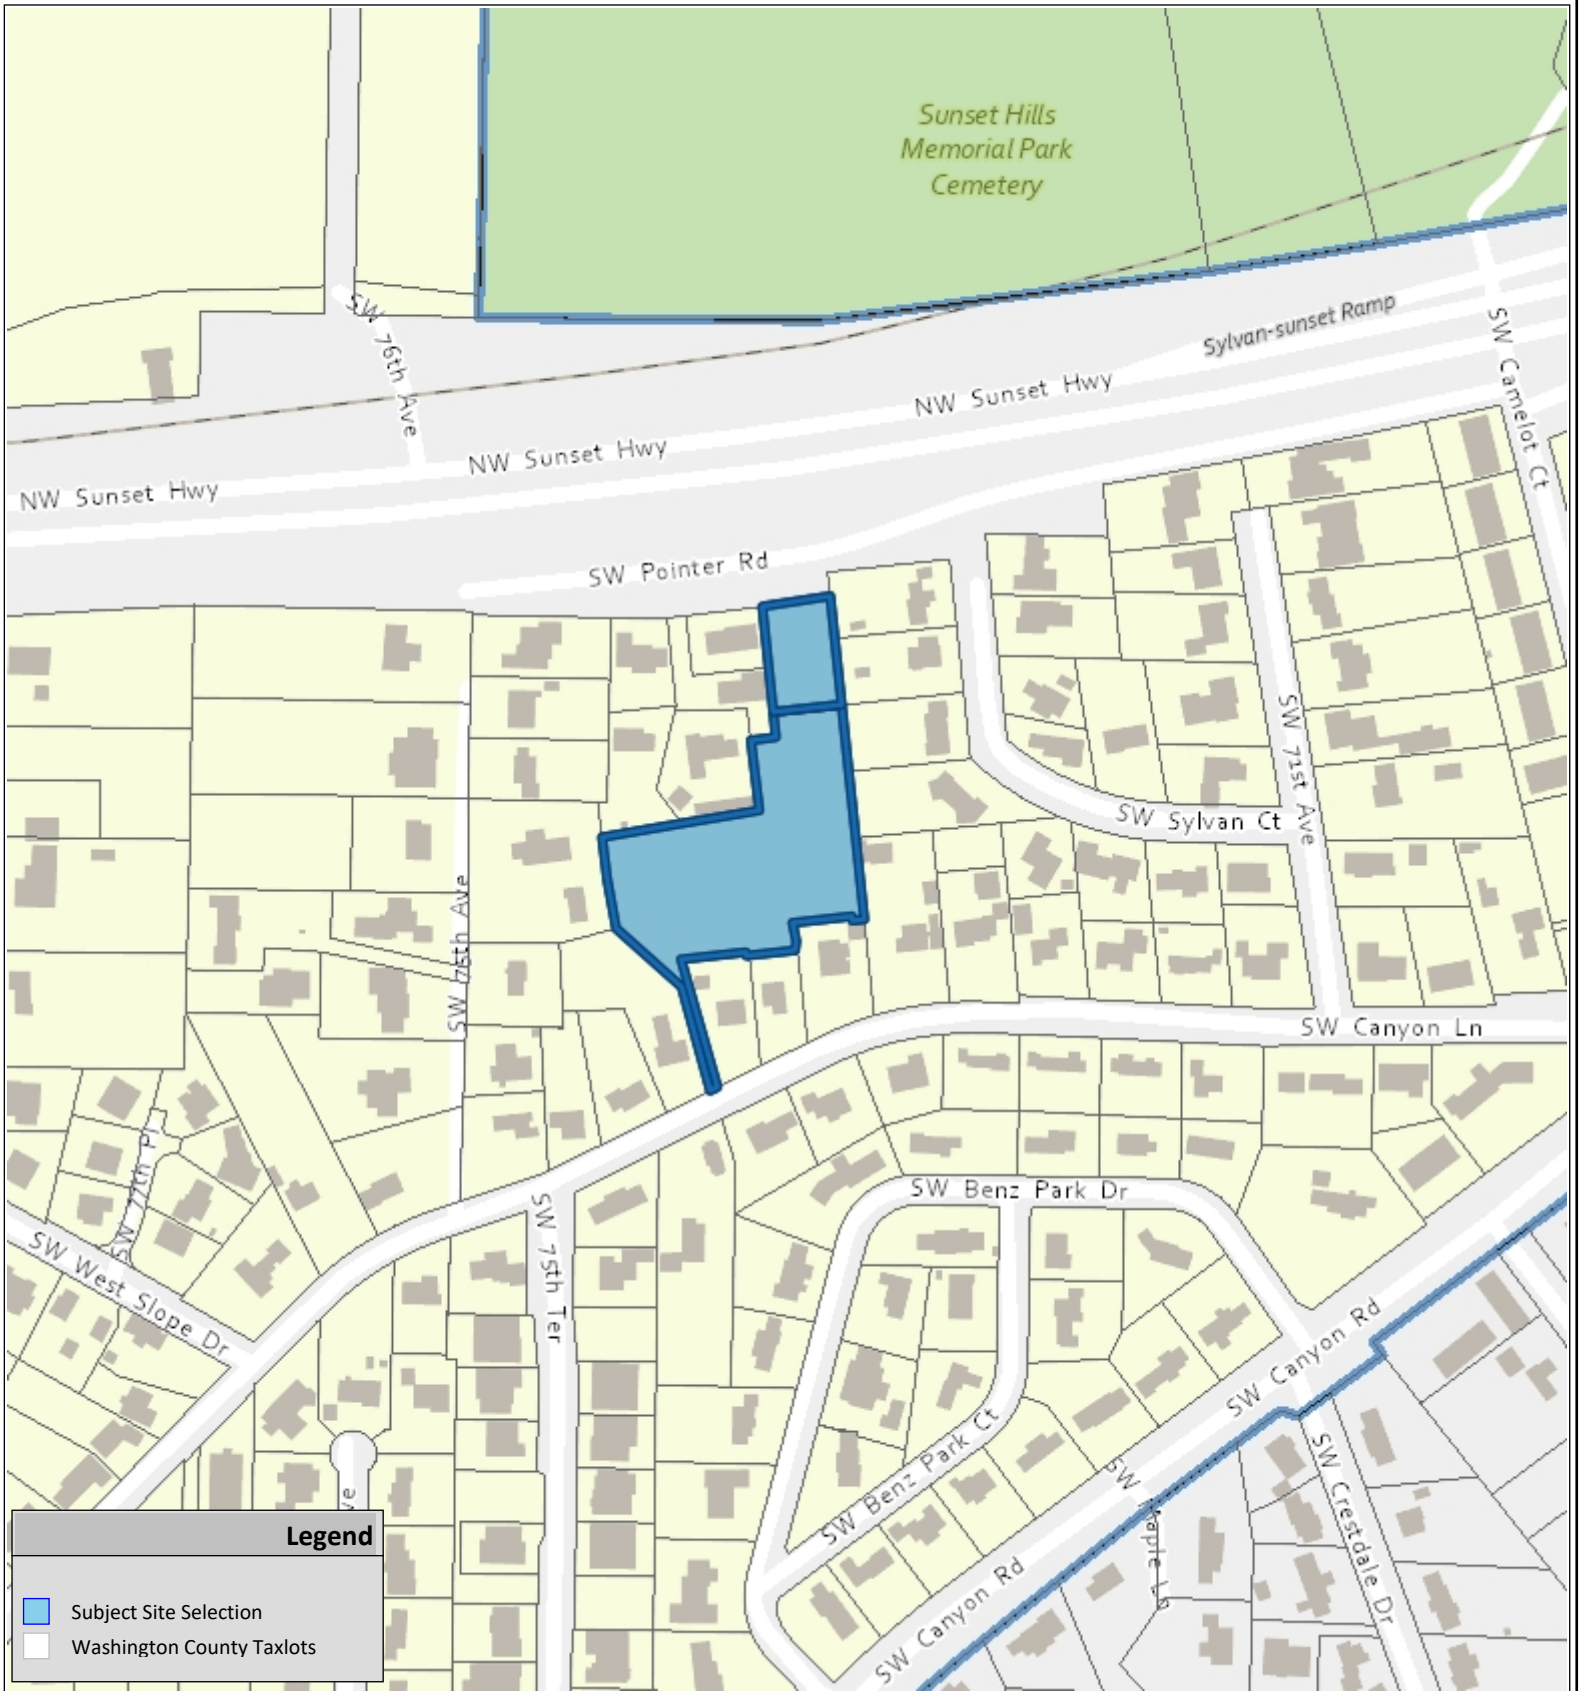 Sunset Hills
Memorial Park
Cemetery
SW 76th Ave
Sylvan-sunset Ramp
SW Camelot Ct
NW Sunset Hwy
NW Sunset Hwy
NW Sunset Hwy
SW Pointer Rd
SW 71st Ave
SW Sylvan Ct
SW 76th Ave
SW Canyon Ln
SW 77th Pl
SW Benz Park Dr
SW West Slope Dr
SW 75th Ter
SW Canyon Rd
SW Benz Park Ct
SW Maple Ln
SW Crestdale Dr
SW Canyon Rd
ve
Legend
Subject Site Selection
Washington County Taxlots